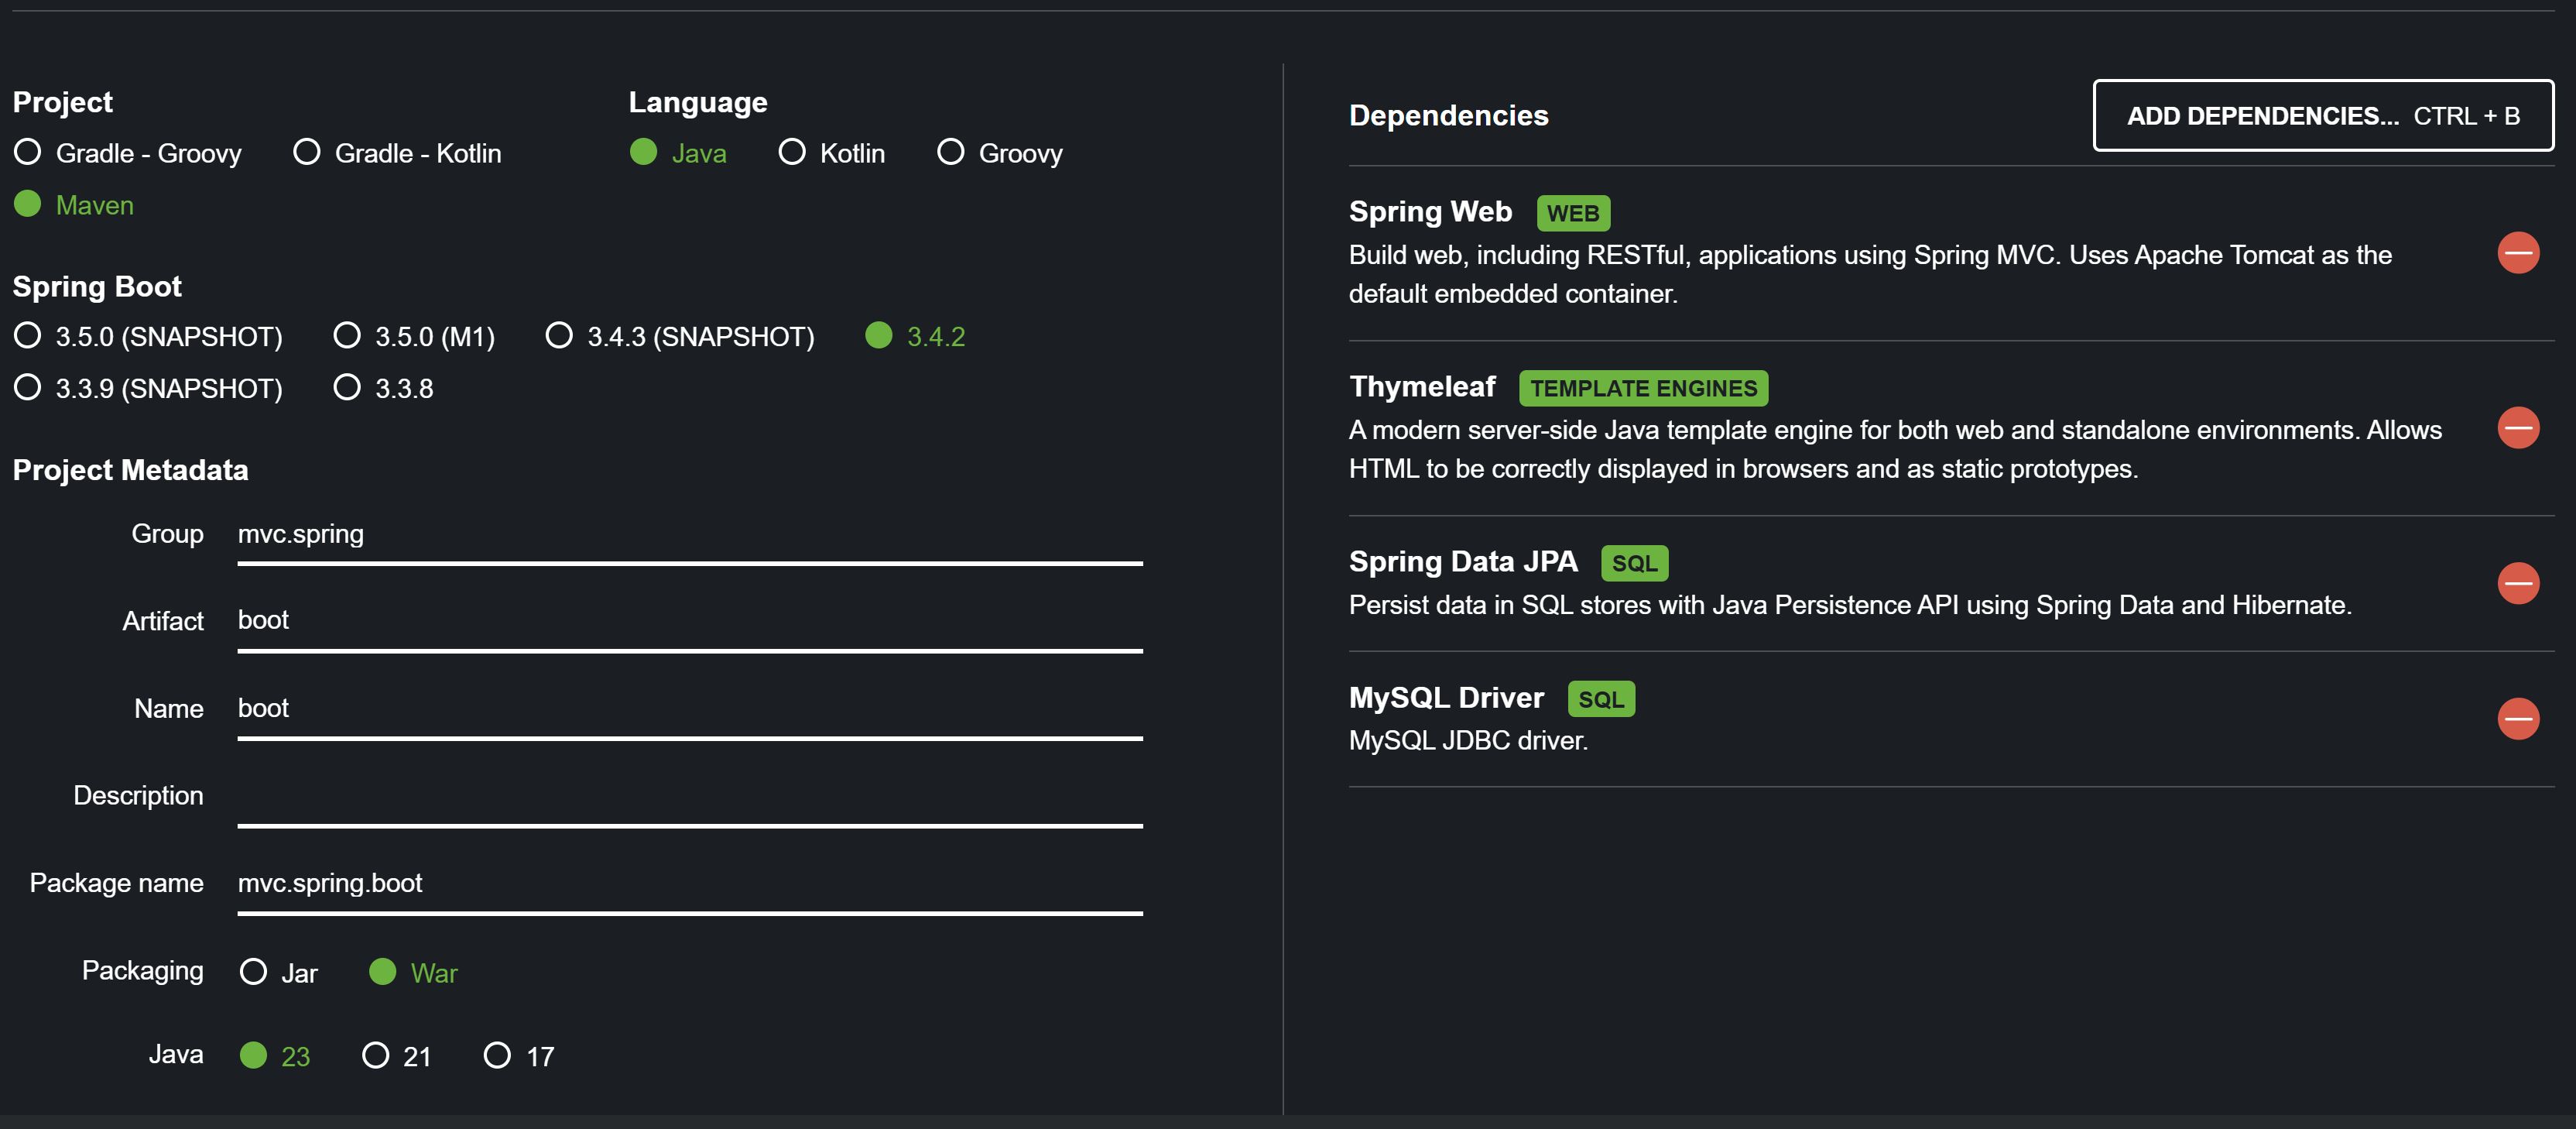 Project
Gradle - Groovy Gradle - Kotlin
Maven
Language
Java Kotlin Groovy
Spring Boot
3.5.0 (SNAPSHOT) 3.5.0 (M1) 3.4.3 (SNAPSHOT) 3.4.2
3.3.9 (SNAPSHOT) 3.3.8
Project Metadata
Group mvc.spring
Artifact boot
Name boot
Description
Package name mvc.spring.boot
Packaging Jar War
Java 23 21 17
Dependencies
ADD DEPENDENCIES... CTRL + B
Spring Web WEB
Build web, including RESTful, applications using Spring MVC. Uses Apache Tomcat as the
default embedded container.
Thymeleaf TEMPLATE ENGINES
A modern server-side Java template engine for both web and standalone environments. Allows
HTML to be correctly displayed in browsers and as static prototypes.
Spring Data JPA SQL
Persist data in SQL stores with Java Persistence API using Spring Data and Hibernate.
MySQL Driver SQL
MySQL JDBC driver.